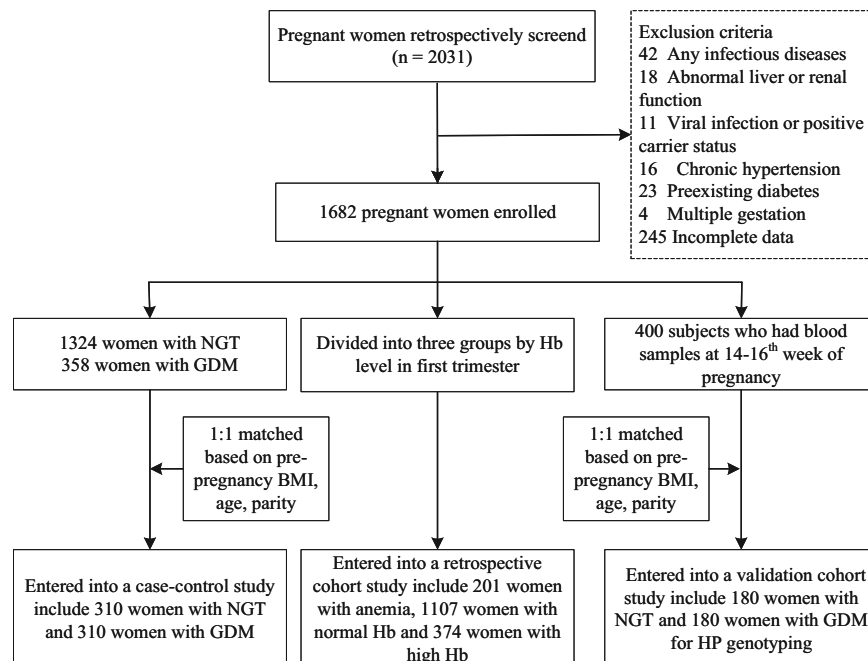 Pregnant women retrospectively screend
(n = 2031)
Exclusion criteria
42 Any infectious diseases
18 Abnormal liver or renal
function
11 Viral infection or positive
carrier status
16 Chronic hypertension
23 Preexisting diabetes
4 Multiple gestation
245 Incomplete data
1682 pregnant women enrolled
1324 women with NGT
358 women with GDM
Divided into three groups by Hb
level in first trimester
400 subjects who had blood
samples at 14-16th week of
pregnancy
1:1 matched
based on pre-
pregnancy BMI,
age, parity
1:1 matched
based on pre-
pregnancy BMI,
age, parity
Entered into a case-control study
include 310 women with NGT
and 310 women with GDM
Entered into a retrospective
cohort study include 201 women
with anemia, 1107 women with
normal Hb and 374 women with
high Hb
Entered into a validation cohort
study include 180 women with
NGT and 180 women with GDM
for HP genotyping